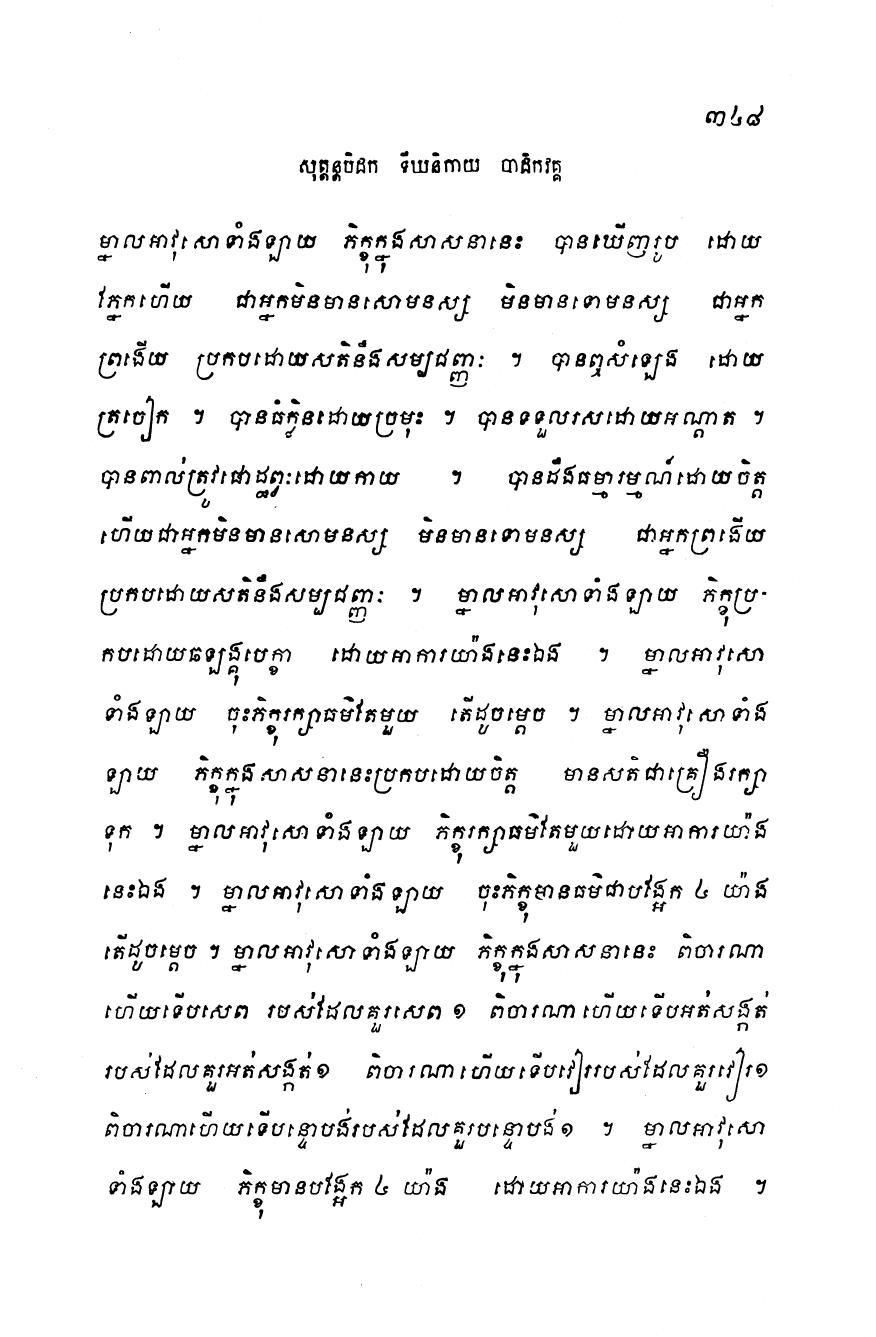 ៣៤៨
សុត្តន្តបិដក ទីឃនិកាយ បាដិកវគ្គ
ម្នាលអាវុសោទាំងឡាយ ភិក្ខុក្នុងសាសនានេះ បានឃើញរូប ដោយ
ភ្នែកហើយ ជាអ្នកមិនមានសោមនស្ស មិនមានទោមនស្ស ជាអ្នក
ព្រងើយ ប្រកបដោយសតិនឹងសម្បជញ្ញៈ ។ បានឮសំឡេង ដោយ
ត្រចៀក ។ បានធំក្លិនដោយច្រមុះ ។ បានទទួលរសដោយអណ្តាត ។
បានពាល់ត្រូវផោដ្ឋព្វៈដោយកាយ ។ បានដឹងធម្មារម្មណ៍ដោយចិត្ត
ហើយជាអ្នកមិនមានសោមនស្ស មិនមានទោមនស្ស ជាអ្នកព្រងើយ
ប្រកបដោយសតិនឹងសម្បជញ្ញៈ ។ ម្នាលអាវុសោទាំងឡាយ ភិក្ខុប្រ-
កបដោយឆឡង្គុបេក្ខា ដោយអាការយ៉ាងនេះឯង ។ ម្នាលអាវុសោ
ទាំងឡាយ ចុះភិក្ខុរក្សាធម៌តែមួយ តើដូចម្តេច ។ ម្នាលអាវុសោទាំង
ឡាយ ភិក្ខុក្នុងសាសនានេះប្រកបដោយចិត្ត មានសតិជាគ្រឿងរក្សា
ទុក ។ ម្នាលអាវុសោទាំងឡាយ ភិក្ខុរក្សាធម៌តែមួយដោយអាការយ៉ាង
នេះឯង ។ ម្នាលអាវុសោទាំងឡាយ ចុះភិក្ខុមានធម៌ជាបង្អែក ៤ យ៉ាង
តើដូចម្តេច ។ ម្នាលអាវុសោទាំងឡាយ ភិក្ខុក្នុងសាសនានេះ ពិចារណា
ហើយទើបសេព របស់ដែលគួរសេព ១ ពិចារណាហើយទើបអត់សង្កត់
របស់ដែលគួរអត់សង្កត់១ ពិចារណាហើយទើបវៀររបស់ដែលគួរវៀរ១
ពិចារណាហើយទើបបន្ទោបង់របស់ដែលគួរបន្ទោបង់១ ។ ម្នាលអាវុសោ
ទាំងឡាយ ភិក្ខុមានបង្អែក ៤ យ៉ាង ដោយអាការយ៉ាងនេះឯង ។